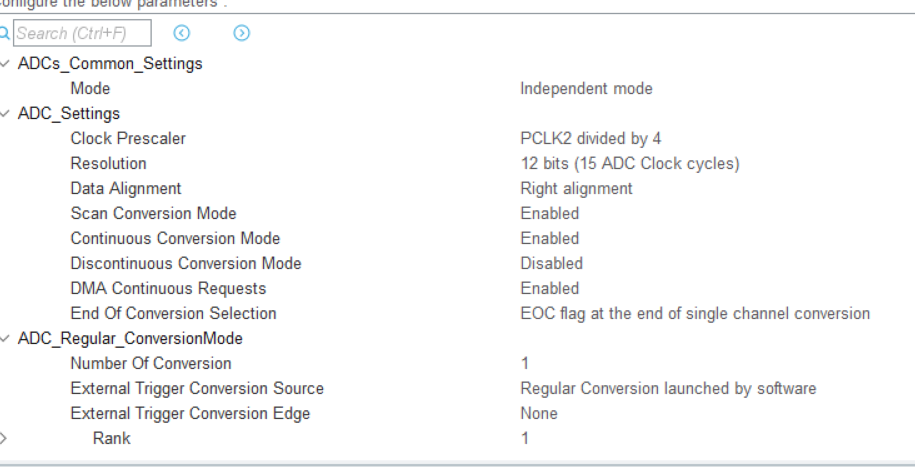 Configure the below parameters :
Search (Ctrl+F)
ADCs_Common_Settings
Mode Independent mode
ADC_Settings
Clock Prescaler PCLK2 divided by 4
Resolution 12 bits (15 ADC Clock cycles)
Data Alignment Right alignment
Scan Conversion Mode Enabled
Continuous Conversion Mode Enabled
Discontinuous Conversion Mode Disabled
DMA Continuous Requests Enabled
End Of Conversion Selection EOC flag at the end of single channel conversion
ADC_Regular_ConversionMode
Number Of Conversion 1
External Trigger Conversion Source Regular Conversion launched by software
External Trigger Conversion Edge None
Rank 1